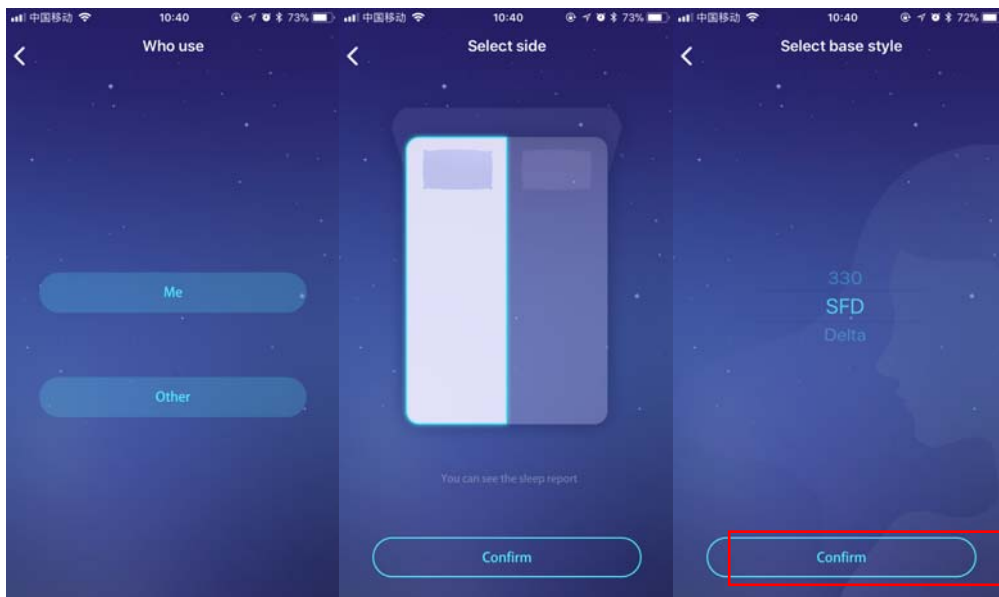 中国移动 10:40 73%
Who use
Me
Other
中国移动 10:40 73%
Select side
You can see the sleep report
Confirm
中国移动 10:40 72%
Select base style
330
SFD
Delta
Confirm